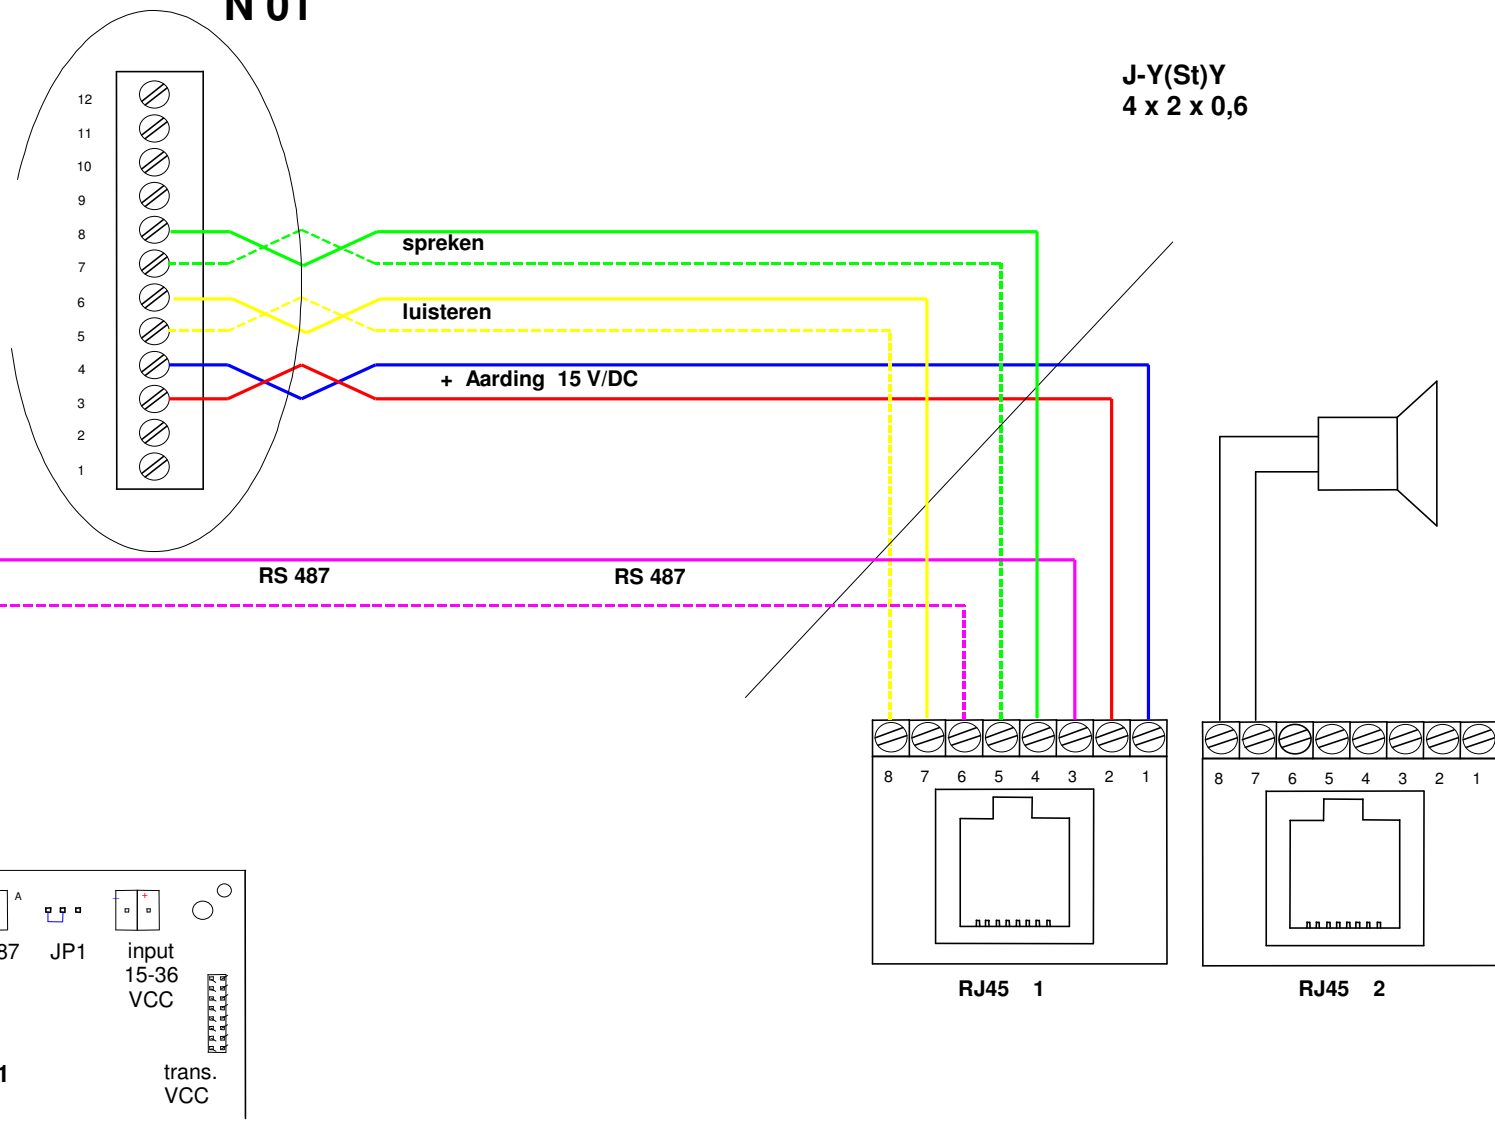 N 01
J-Y(St)Y
4 x 2 x 0,6
12
11
10
9
8
7
6
5
4
3
2
1
spreken
luisteren
+ Aarding 15 V/DC
RS 487
RS 487
8 7 6 5 4 3 2 1
8 7 6 5 4 3 2 1
RJ45 1
RJ45 2
A
- +
87
JP1
input
15-36
VCC
1
trans.
VCC